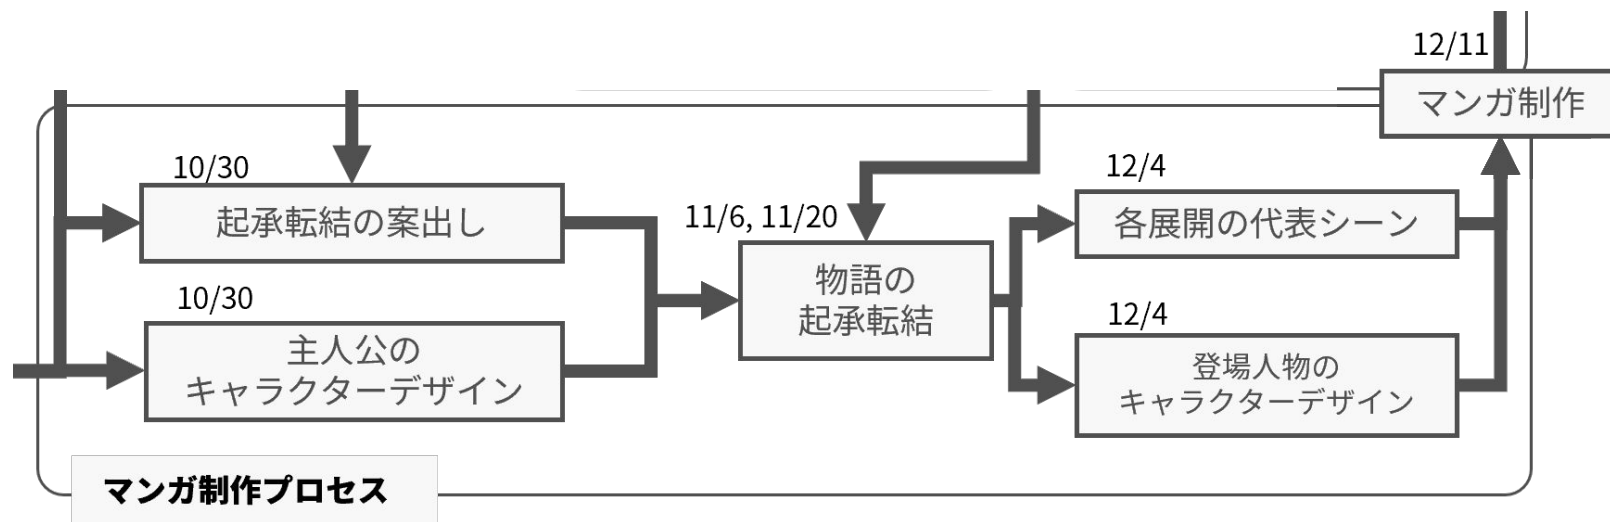 12/11
マンガ制作
10/30
起承転結の案出し
10/30
主人公の
キャラクターデザイン
11/6, 11/20
物語の
起承転結
12/4
各展開の代表シーン
12/4
登場人物の
キャラクターデザイン
マンガ制作プロセス